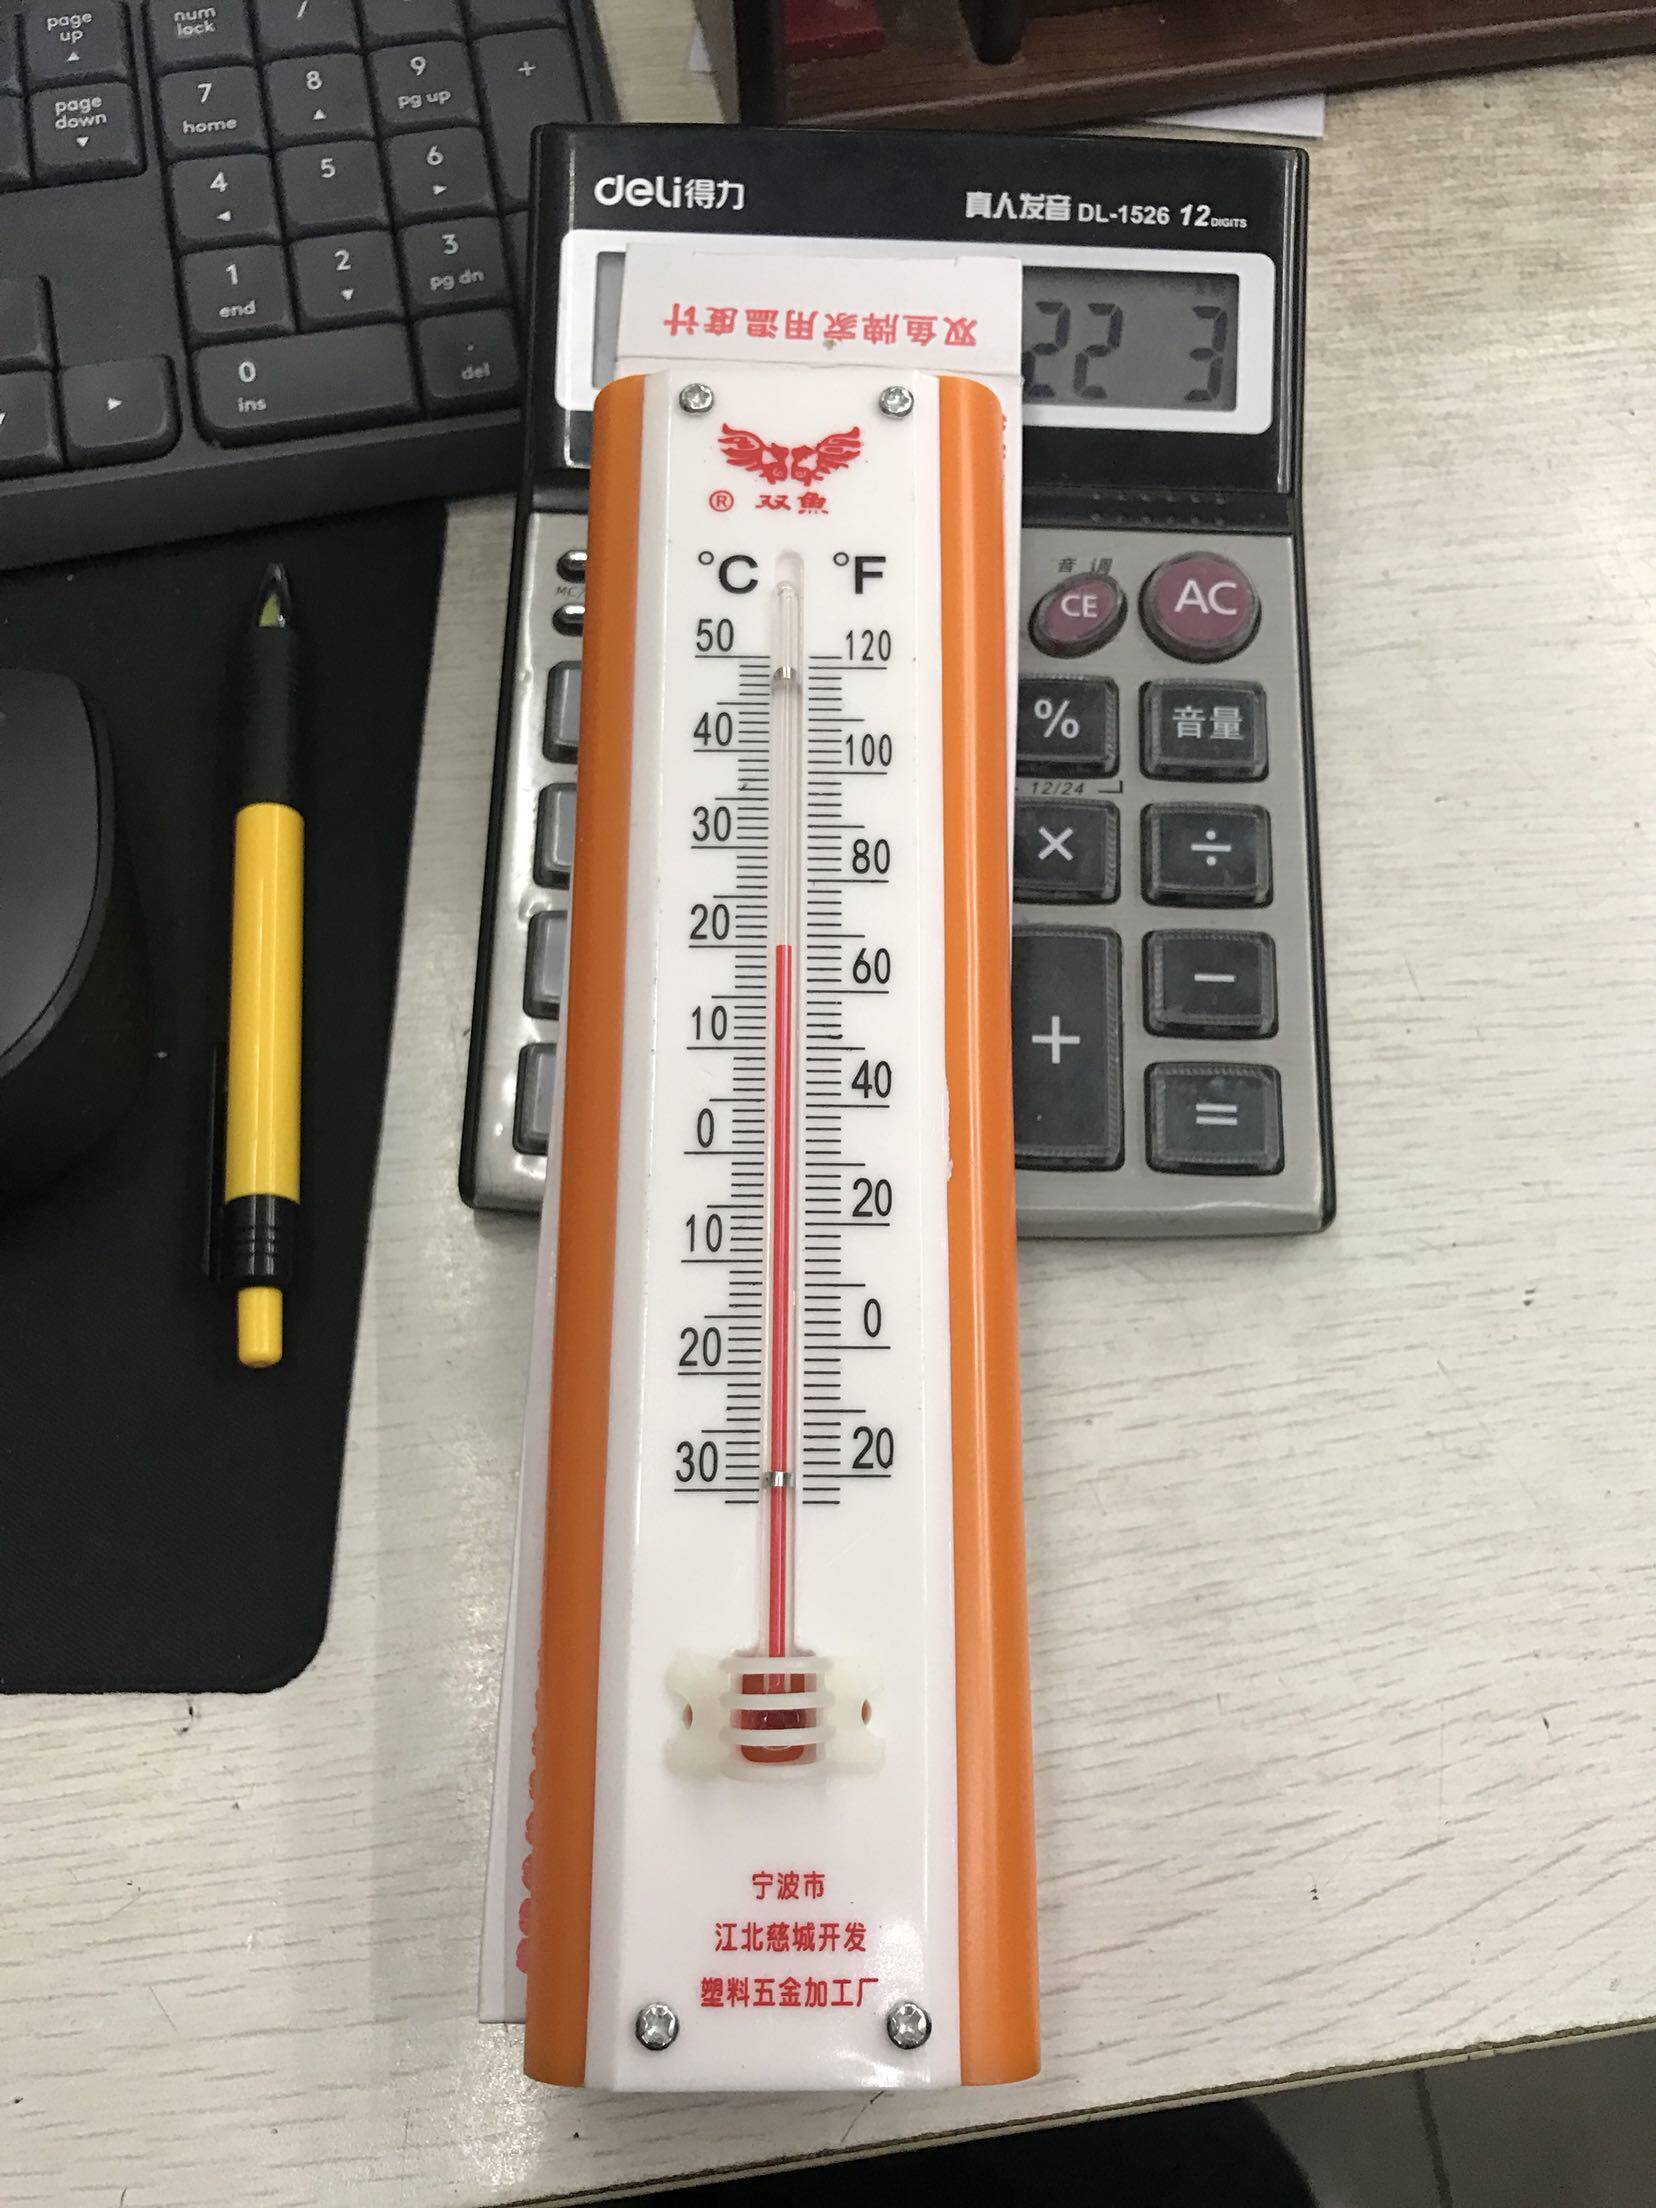 page up
num lock
/
page down
7 home
8
9 pg up
+
4
5
6
1 end
2
3 pg dn
0 ins
. del
deli得力
真人发音 DL-1526 12 DIGITS
双鱼牌家用温度计
22 3
® 双魚
°C °F
50 120
40 100
30 80
20 60
10 40
0 20
10 0
20 20
30
宁波市
江北慈城开发
塑料五金加工厂
音调
CE
AC
%
音量
12/24
×
÷
+
−
=